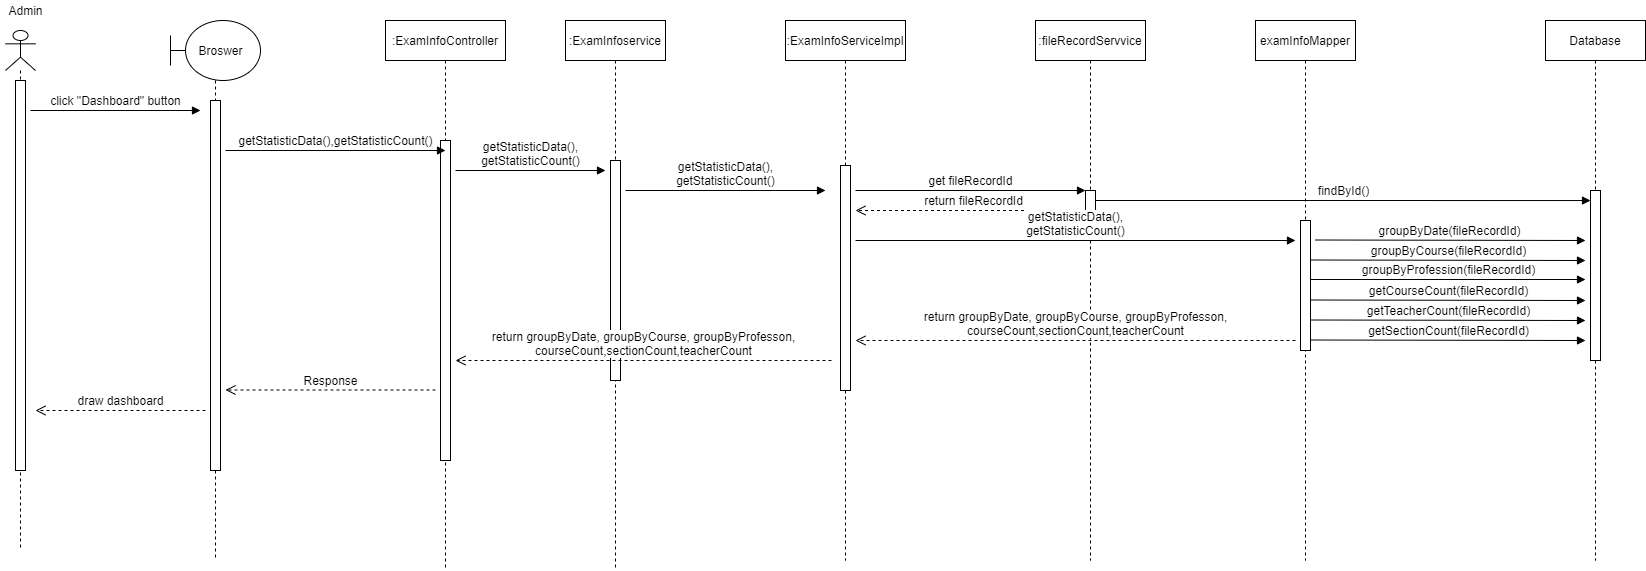 Admin
Broswer
:ExamInfoController
:ExamInfoservice
:ExamInfoServiceImpl
:fileRecordServvice
examInfoMapper
Database
click "Dashboard" button
getStatisticData(),getStatisticCount()
getStatisticData(),
getStatisticCount()
getStatisticData(),
getStatisticCount()
get fileRecordId
findById()
return fileRecordId
getStatisticData(),
getStatisticCount()
groupByDate(fileRecordId)
groupByCourse(fileRecordId)
groupByProfession(fileRecordId)
getCourseCount(fileRecordId)
getTeacherCount(fileRecordId)
getSectionCount(fileRecordId)
return groupByDate, groupByCourse, groupByProfesson,
courseCount,sectionCount,teacherCount
return groupByDate, groupByCourse, groupByProfesson,
courseCount,sectionCount,teacherCount
Response
draw dashboard